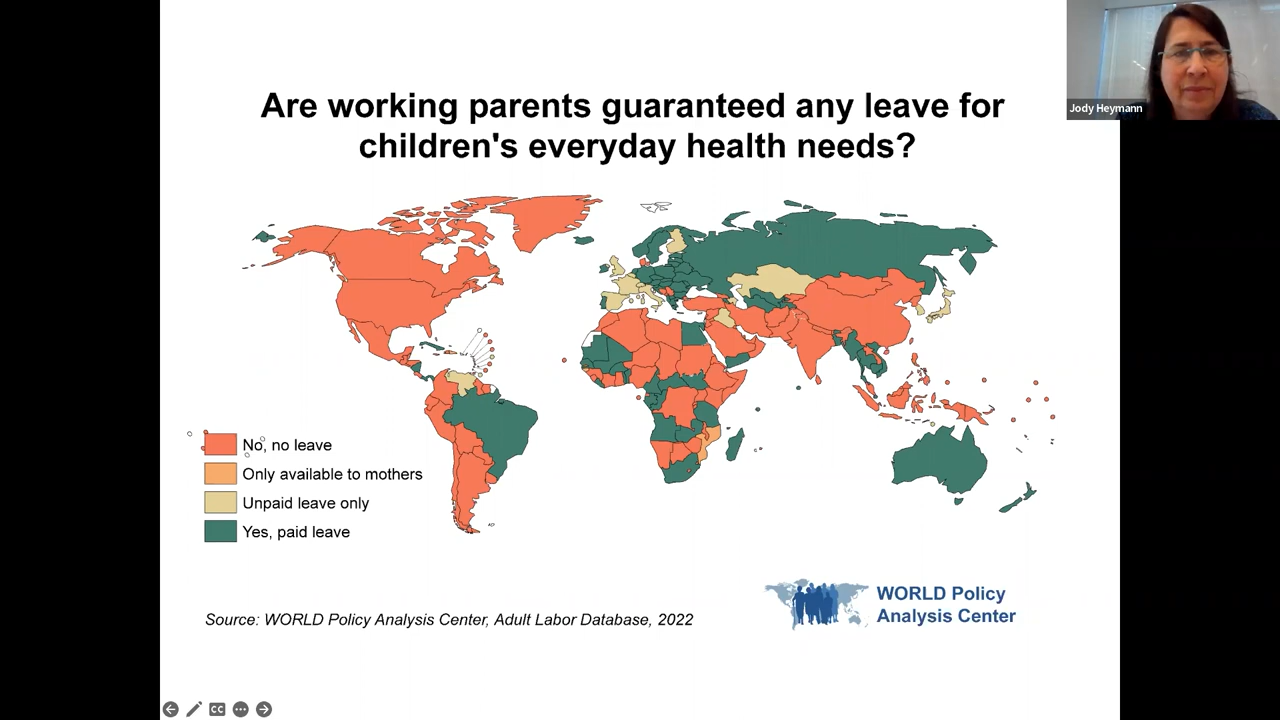 Jody Heymann
Are working parents guaranteed any leave for
children's everyday health needs?
No, no leave
Only available to mothers
Unpaid leave only
Yes, paid leave
WORLD Policy
Analysis Center
Source: WORLD Policy Analysis Center, Adult Labor Database, 2022
CC